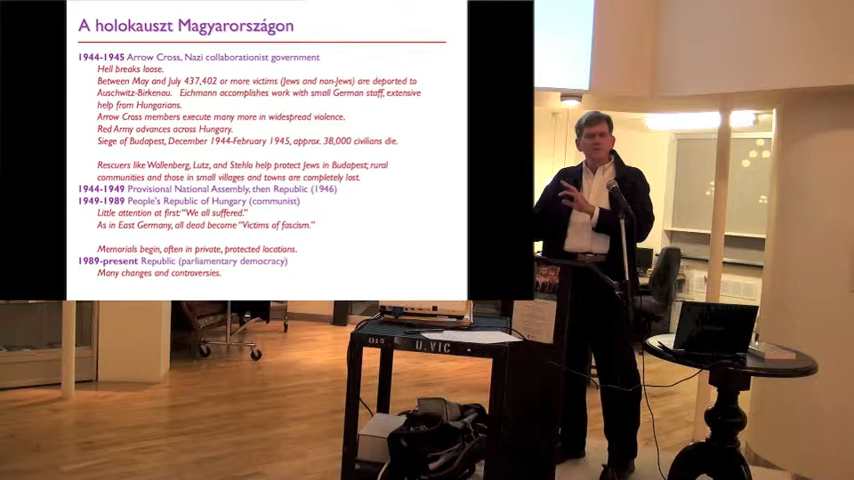 A holokauszt Magyarországon
1944-1945 Arrow Cross, Nazi collaborationist government
Hell breaks loose.
Between May and July 437,402 or more victims (Jews and non-Jews) are deported to
Auschwitz-Birkenau. Eichmann accomplishes work with small German staff, extensive
help from Hungarians.
Arrow Cross members execute many more in widespread violence.
Red Army advances across Hungary.
Siege of Budapest, December 1944-February 1945, approx. 38,000 civilians die.
Rescuers like Wallenberg, Lutz, and Stehlo help protect Jews in Budapest; rural
communities and those in small villages and towns are completely lost.
1944-1949 Provisional National Assembly, then Republic (1946)
1949-1989 People's Republic of Hungary (communist)
Little attention at first: "We all suffered."
As in East Germany, all dead become "Victims of fascism."
Memorials begin, often in private, protected locations.
1989-present Republic (parliamentary democracy)
Many changes and controversies.
015 U.VIC